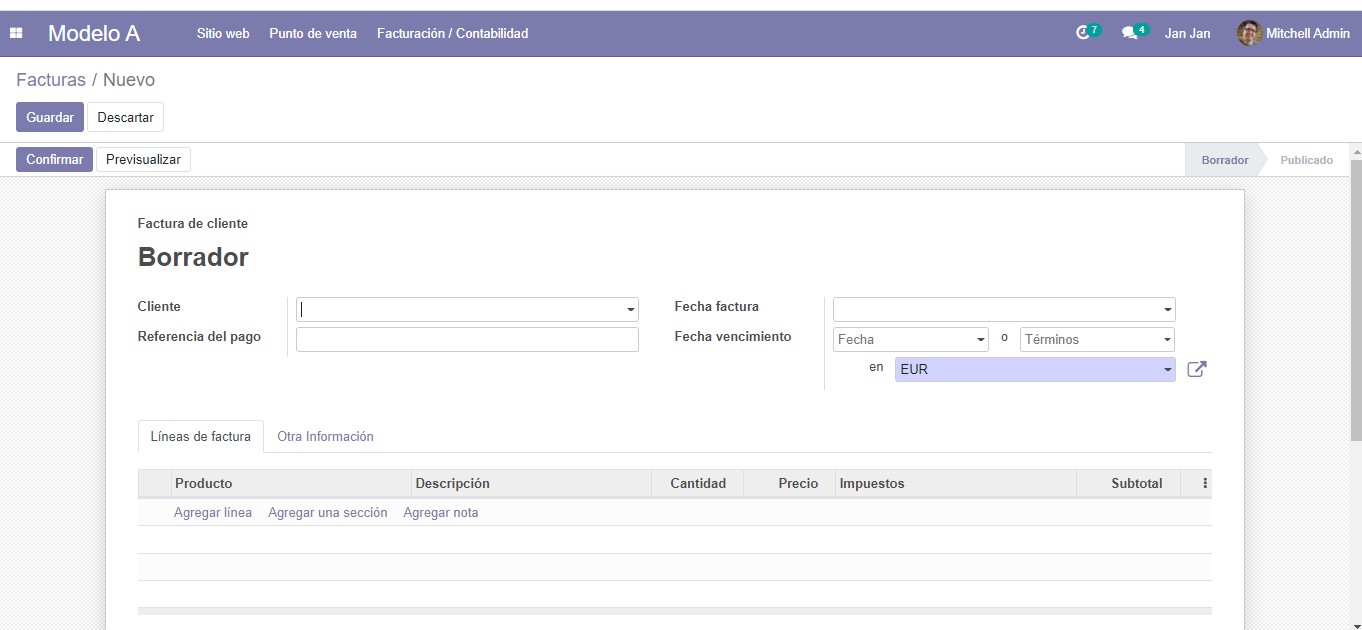 Modelo A Sitio web Punto de venta Facturación / Contabilidad 7 4 Jan Jan Mitchell Admin
Facturas / Nuevo
Guardar Descartar
Confirmar Previsualizar Borrador Publicado
Factura de cliente
Borrador
Cliente Fecha factura
Referencia del pago Fecha vencimiento Fecha o Términos
en EUR
Líneas de factura Otra Información
Producto Descripción Cantidad Precio Impuestos Subtotal
Agregar línea Agregar una sección Agregar nota